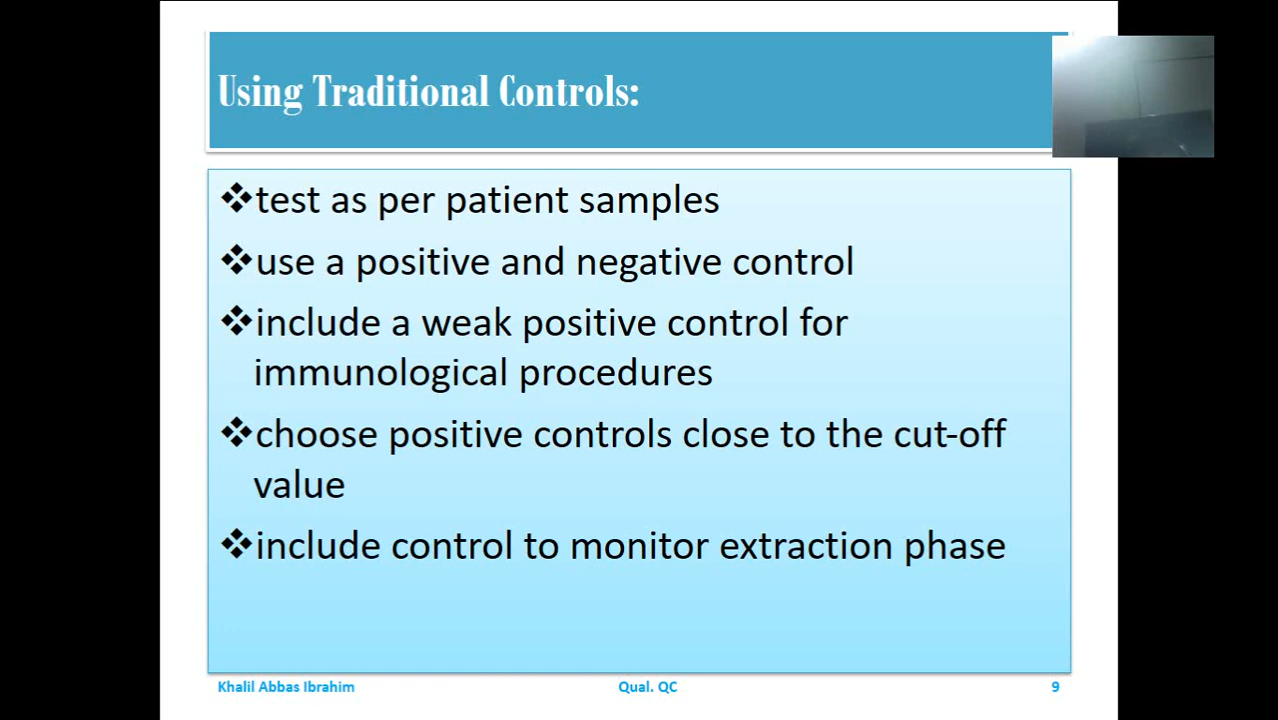 Using Traditional Controls:
❖test as per patient samples
❖use a positive and negative control
❖include a weak positive control for
immunological procedures
❖choose positive controls close to the cut-off
value
❖include control to monitor extraction phase
Khalil Abbas Ibrahim Qual. QC 9